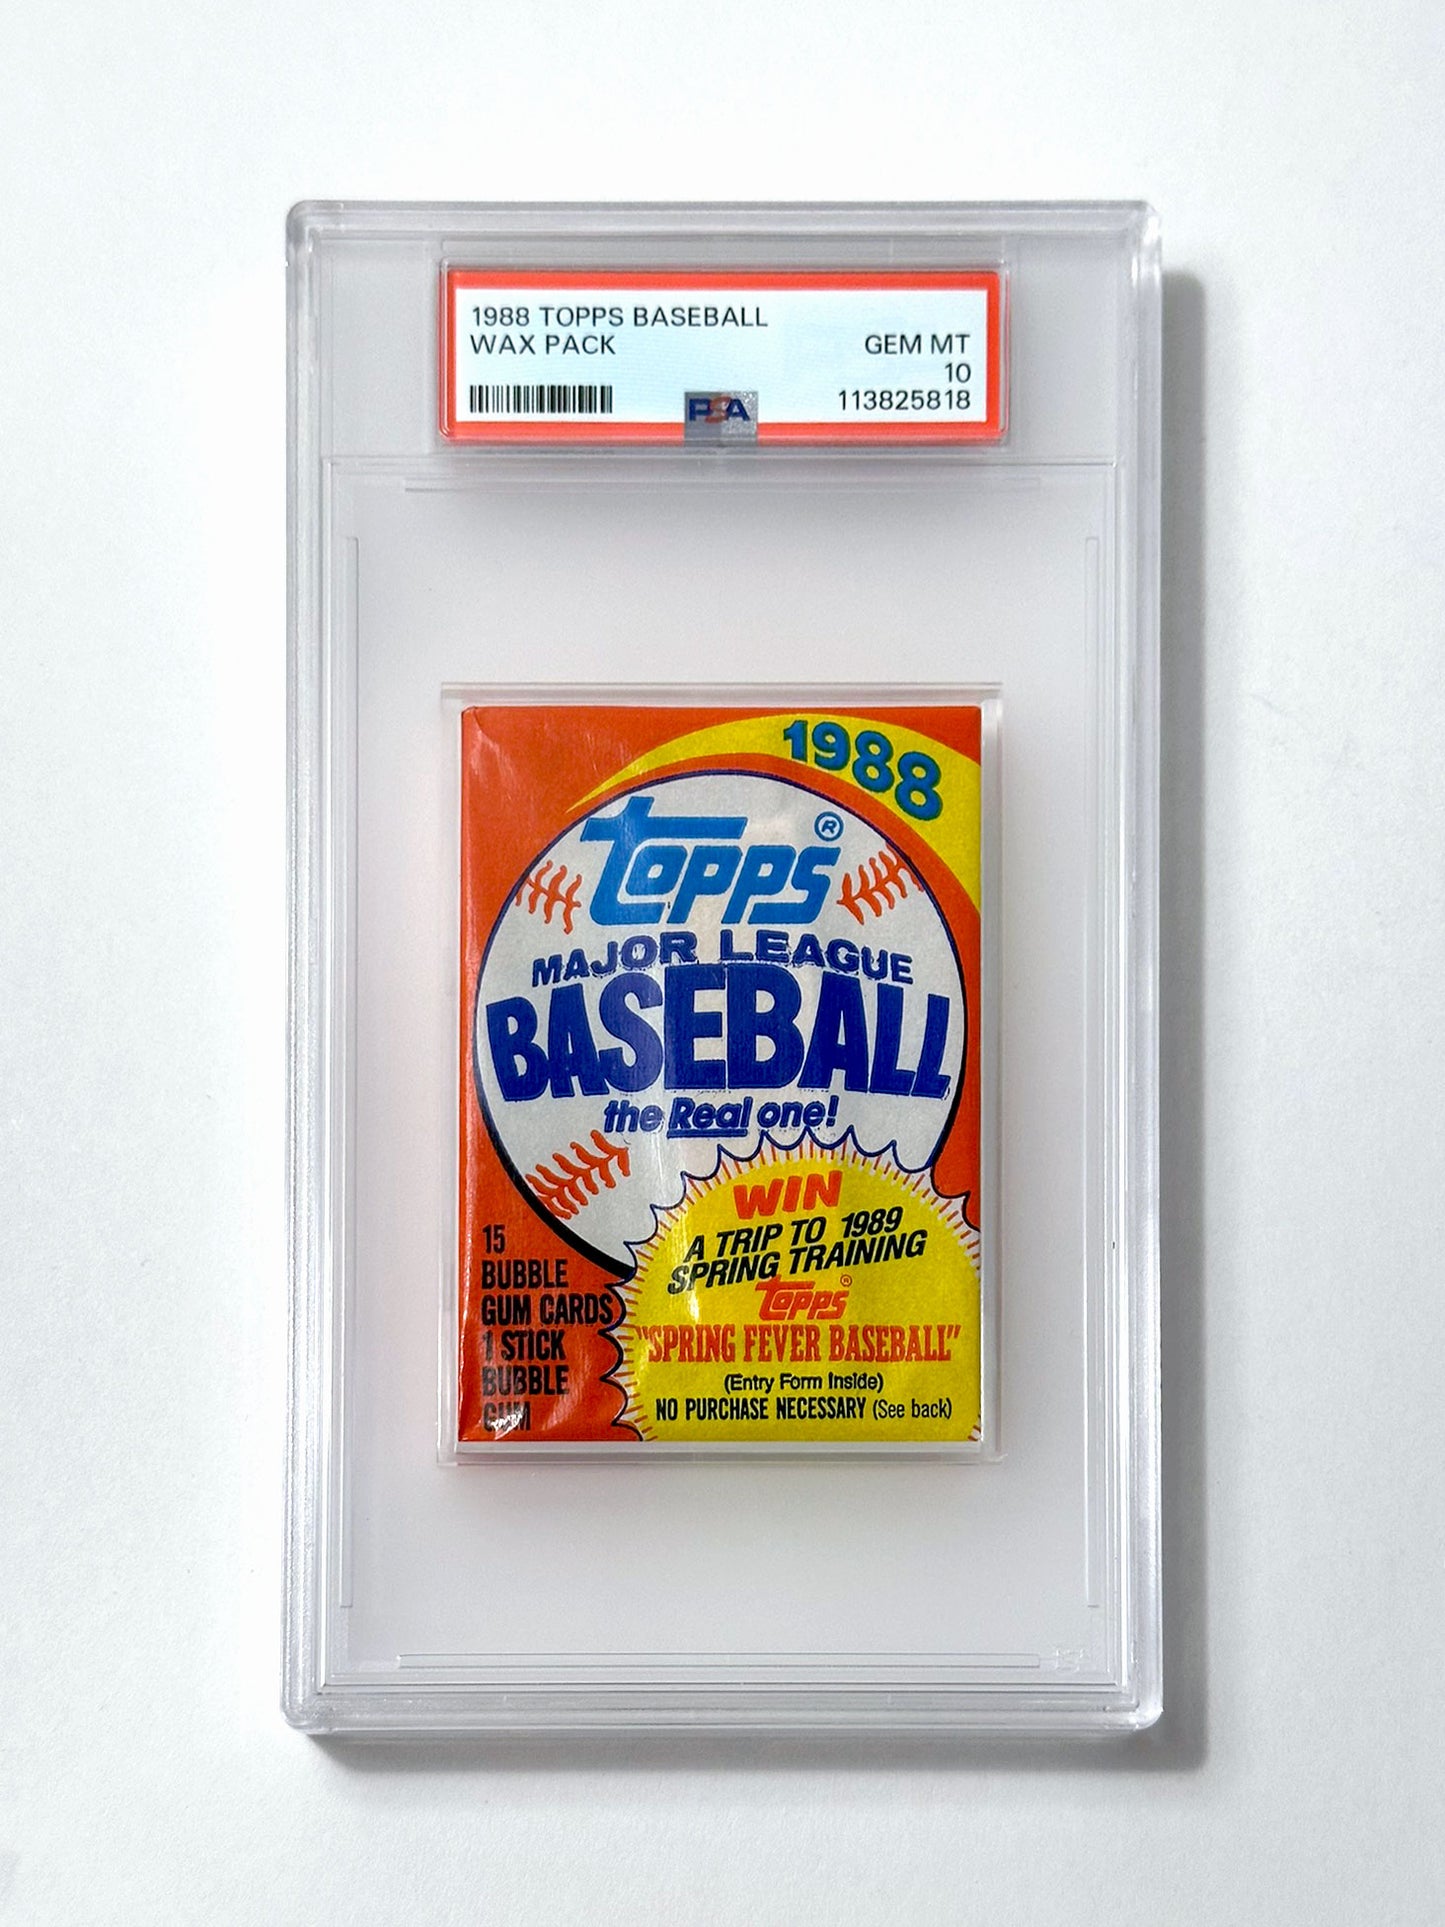 1988 TOPPS BASEBALL
WAX PACK
GEM MT
10
PSA
113825818
1988
Topps®
MAJOR LEAGUE
BASEBALL
the Real one!
15
BUBBLE
GUM CARDS
1 STICK
BUBBLE
GUM
WIN
A TRIP TO 1989
SPRING TRAINING
Topps®
"SPRING FEVER BASEBALL"
(Entry Form Inside)
NO PURCHASE NECESSARY (See back)